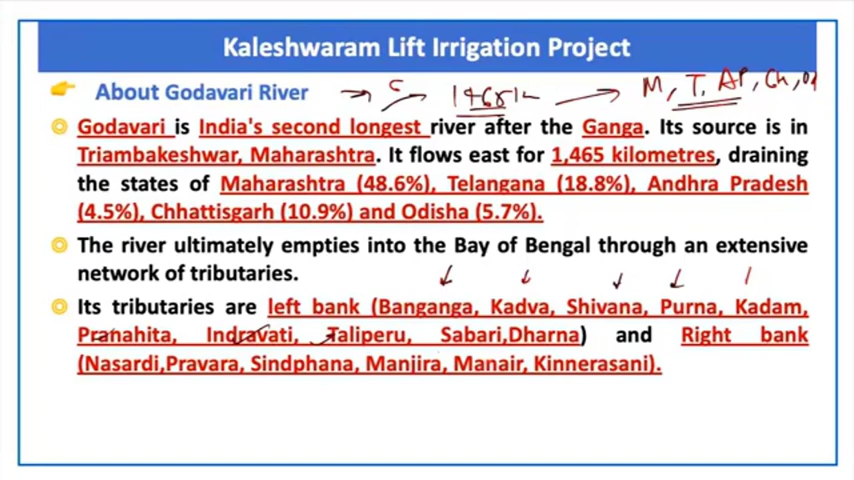 Kaleshwaram Lift Irrigation Project
About Godavari River
M, T, AP, Ch, Od
Godavari is India's second longest river after the Ganga. Its source is in
Triambakeshwar, Maharashtra. It flows east for 1,465 kilometres, draining
the states of Maharashtra (48.6%), Telangana (18.8%), Andhra Pradesh
(4.5%), Chhattisgarh (10.9%) and Odisha (5.7%).
The river ultimately empties into the Bay of Bengal through an extensive
network of tributaries.
Its tributaries are left bank (Banganga, Kadva, Shivana, Purna, Kadam,
Pranahita, Indravati, Taliperu, Sabari,Dharna) and Right bank
(Nasardi,Pravara, Sindphana, Manjira, Manair, Kinnerasani).